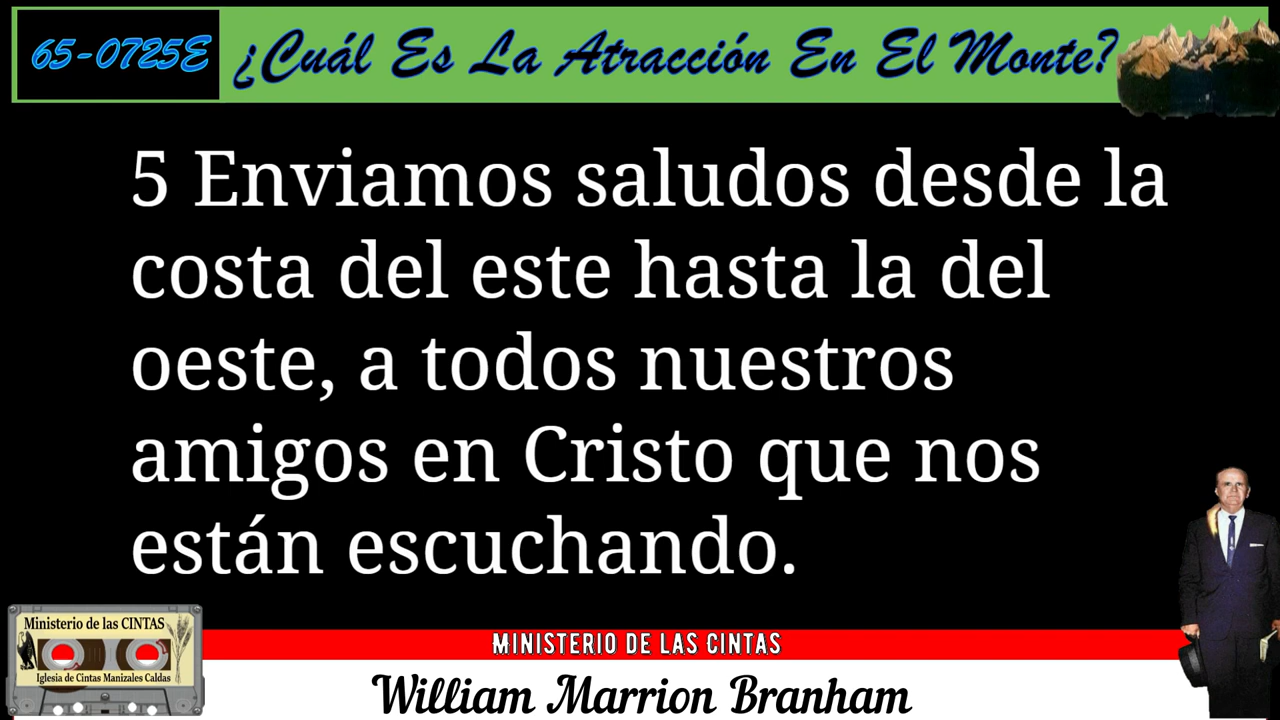 65-0725E ¿Cuál Es La Atracción En El Monte?
5 Enviamos saludos desde la
costa del este hasta la del
oeste, a todos nuestros
amigos en Cristo que nos
están escuchando.
Ministerio de las CINTAS
Iglesia de Cintas Manizales Caldas
MINISTERIO DE LAS CINTAS
William Marrion Branham